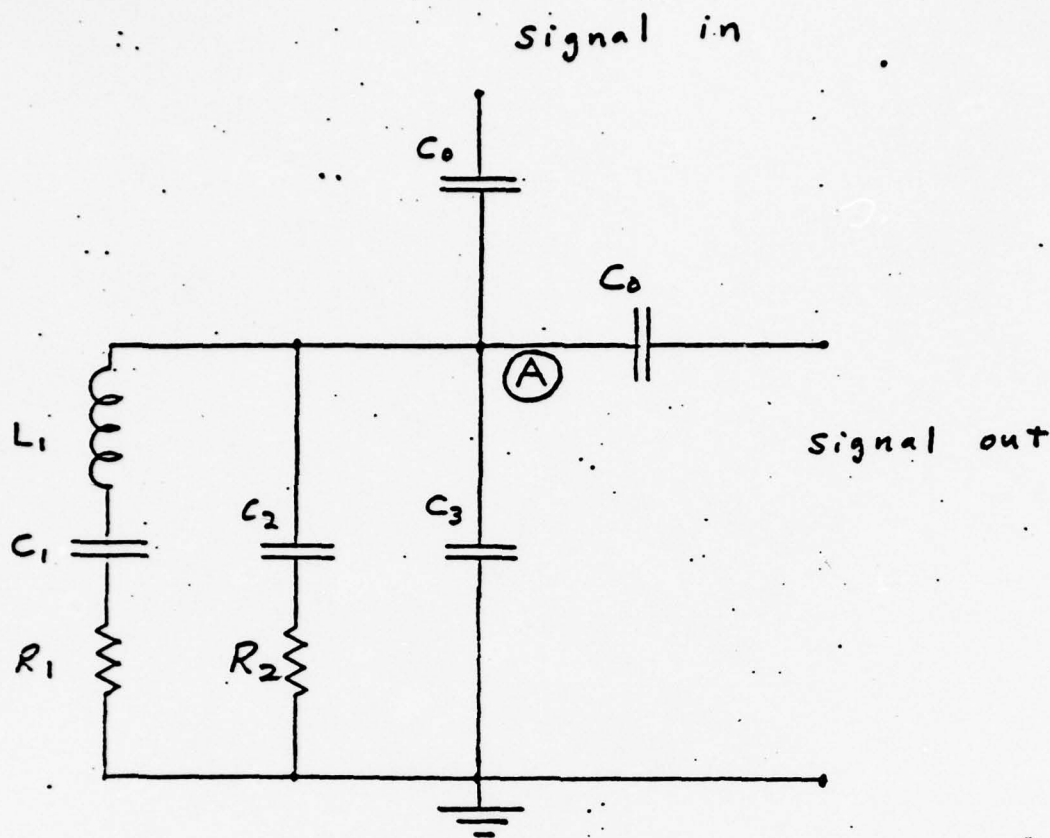 signal in
C₀
C₀
A
L₁
signal out
C₁
C₂
C₃
R₁
R₂